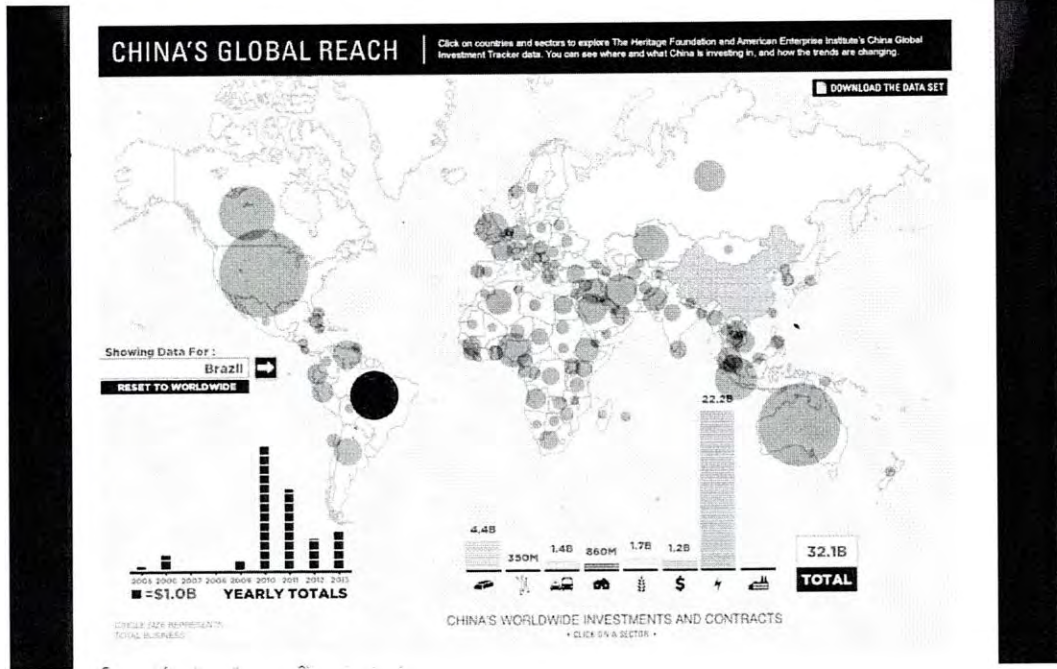 CHINA'S GLOBAL REACH
Click on countries and sectors to explore The Heritage Foundation and American Enterprise Institute's China Global
Investment Tracker data. You can see where and what China is investing in, and how the trends are changing.
DOWNLOAD THE DATA SET
Showing Data For :
Brazil
RESET TO WORLDWIDE
22.2B
4.4B
350M
1.4B
860M
1.7B
1.2B
32.1B
TOTAL
2005 2006 2007 2008 2009 2010 2011 2012 2013
=$1.0B YEARLY TOTALS
CIRCLE SIZE REPRESENTS
TOTAL BUSINESS
CHINA'S WORLDWIDE INVESTMENTS AND CONTRACTS
• CLICK ON A SECTOR •